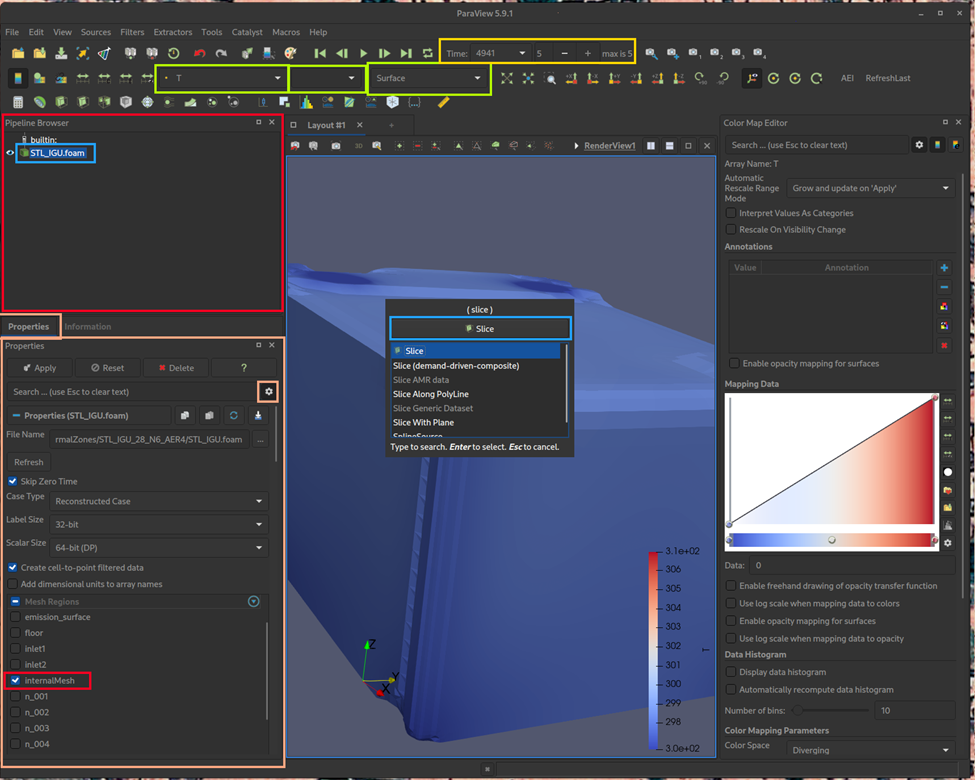 ParaView 5.9.1
File Edit View Sources Filters Extractors Tools Catalyst Macros Help
Time: 4941 5 max is 5
T Surface AEI RefreshLast
Pipeline Browser
builtin:
STL_IGU.foam
Layout #1
3D RenderView1
( slice )
Slice
Slice
Slice (demand-driven-composite)
Slice AMR data
Slice Along PolyLine
Slice Generic Dataset
Slice With Plane
SplineSource
Type to search. Enter to select. Esc to cancel.
3.1e+02
306
305
304
303
302
301
300
299
298
3.0e+02
T
Z
Y
X
Properties Information
Properties
Apply Reset Delete ?
Search ... (use Esc to clear text)
Properties (STL_IGU.foam)
File Name rmalZones/STL_IGU_28_N6_AER4/STL_IGU.foam ...
Refresh
Skip Zero Time
Case Type Reconstructed Case
Label Size 32-bit
Scalar Size 64-bit (DP)
Create cell-to-point filtered data
Add dimensional units to array names
Mesh Regions
emission_surface
floor
inlet1
inlet2
internalMesh
n_001
n_002
n_003
n_004
Color Map Editor
Search ... (use Esc to clear text)
Array Name: T
Automatic
Rescale Range
Mode
Grow and update on 'Apply'
Interpret Values As Categories
Rescale On Visibility Change
Annotations
Value Annotation
Enable opacity mapping for surfaces
Mapping Data
Data: 0
Enable freehand drawing of opacity transfer function
Use log scale when mapping data to colors
Enable opacity mapping for surfaces
Use log scale when mapping data to opacity
Data Histogram
Display data histogram
Automatically recompute data histogram
Number of bins: 10
Color Mapping Parameters
Color Space Diverging